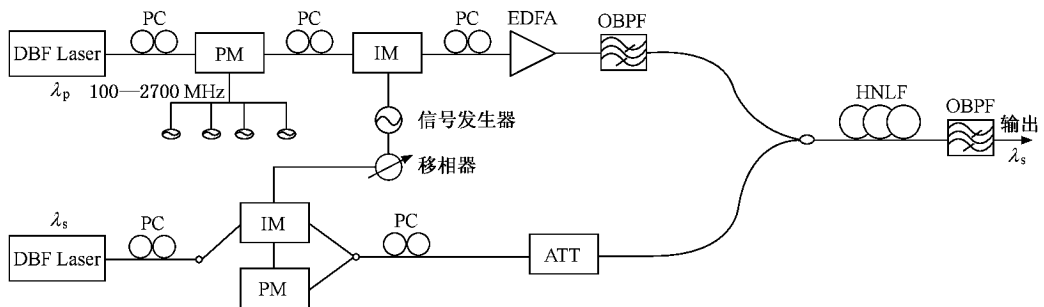 PC
PC
PC
EDFA
OBPF
DBF Laser
PM
IM
λp
100—2700 MHz
信号发生器
移相器
HNLF
OBPF
输出
λs
λs
PC
IM
PC
DBF Laser
PM
ATT